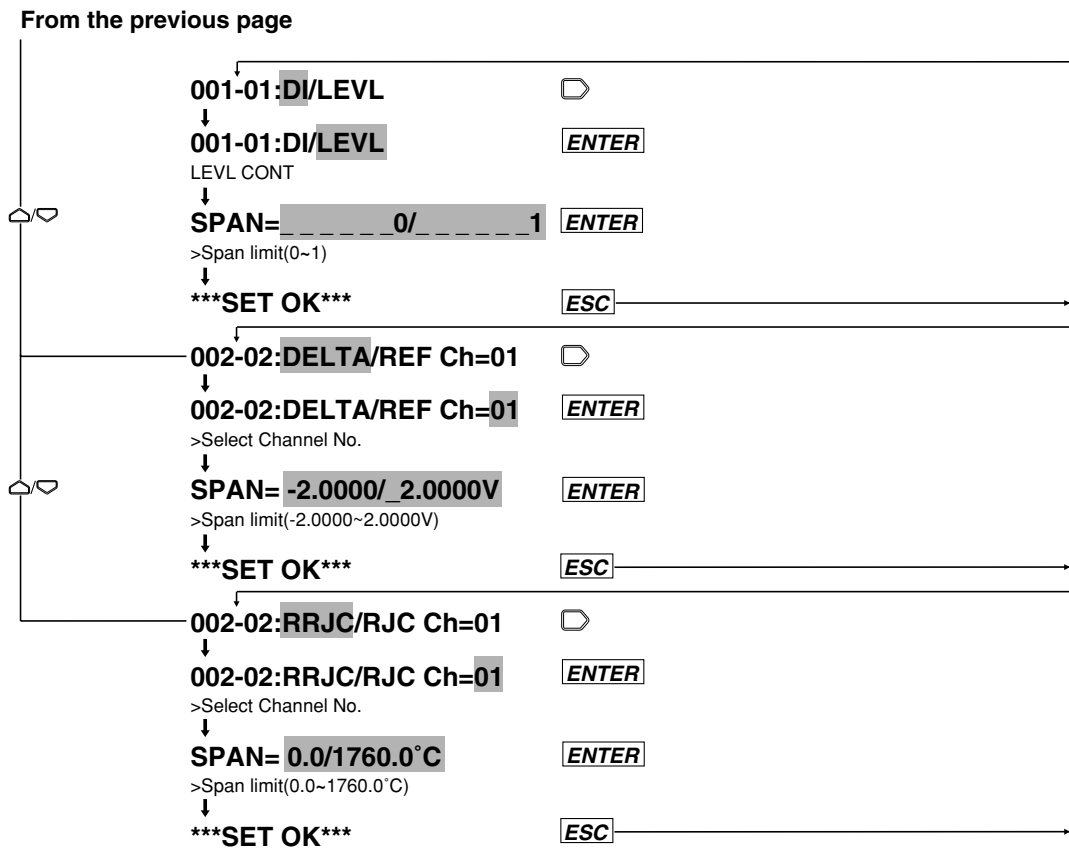 From the previous page
001-01:DI/LEVL
001-01:DI/LEVL ENTER
LEVL CONT
SPAN=_ _ _ _ _ _0/_ _ _ _ _ _1 ENTER
>Span limit(0~1)
***SET OK*** ESC
002-02:DELTA/REF Ch=01
002-02:DELTA/REF Ch=01 ENTER
>Select Channel No.
/
SPAN= -2.0000/_2.0000V ENTER
>Span limit(-2.0000~2.0000V)
***SET OK*** ESC
002-02:RRJC/RJC Ch=01
002-02:RRJC/RJC Ch=01 ENTER
>Select Channel No.
SPAN= 0.0/1760.0˚C ENTER
>Span limit(0.0~1760.0˚C)
***SET OK*** ESC